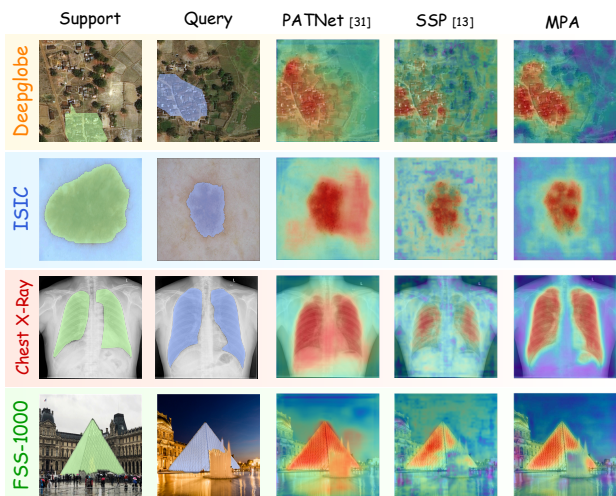 Support Query PATNet [31] SSP [13] MPA
Deepglobe
ISIC
Chest X-Ray
FSS-1000